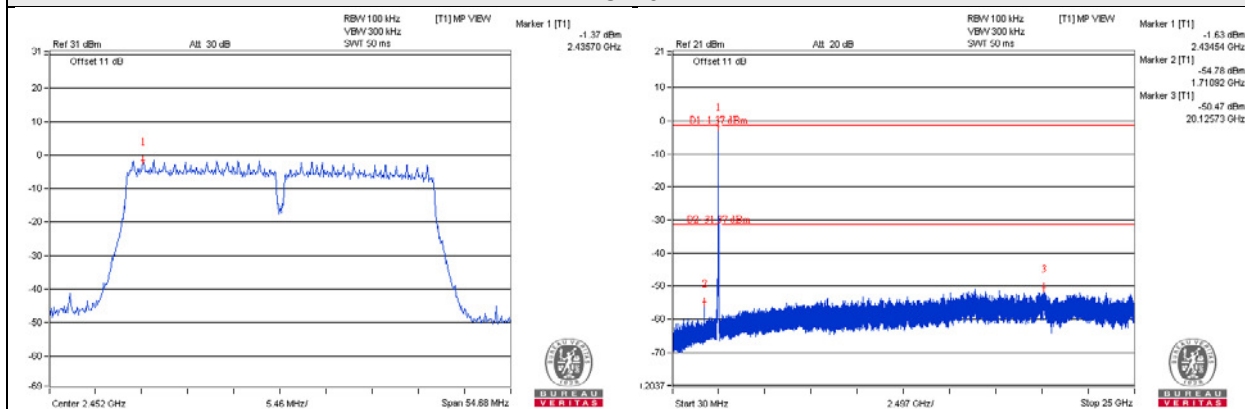 RBW 100 kHz
VBW 300 kHz
SWT 50 ms
[T1] MP VIEW
Marker 1 [T1]
-1.37 dBm
2.43570 GHz
Ref 31 dBm
Att 30 dB
Offset 11 dB
31
20
10
0
-10
-20
-30
-40
-50
-60
-69
1
Center 2.452 GHz
5.46 MHz/
Span 54.68 MHz
BUREAU
VERITAS
RBW 100 kHz
VBW 300 kHz
SWT 50 ms
[T1] MP VIEW
Marker 1 [T1]
-1.63 dBm
2.43454 GHz
Marker 2 [T1]
-54.78 dBm
1.71092 GHz
Marker 3 [T1]
-50.47 dBm
20.12573 GHz
Ref 21 dBm
Att 20 dB
Offset 11 dB
21
10
0
-10
-20
-30
-40
-50
-60
-70
1
D1 -1.37 dBm
D2 -31.37 dBm
2
3
Start 30 MHz
2.497 GHz/
Stop 25 GHz
BUREAU
VERITAS